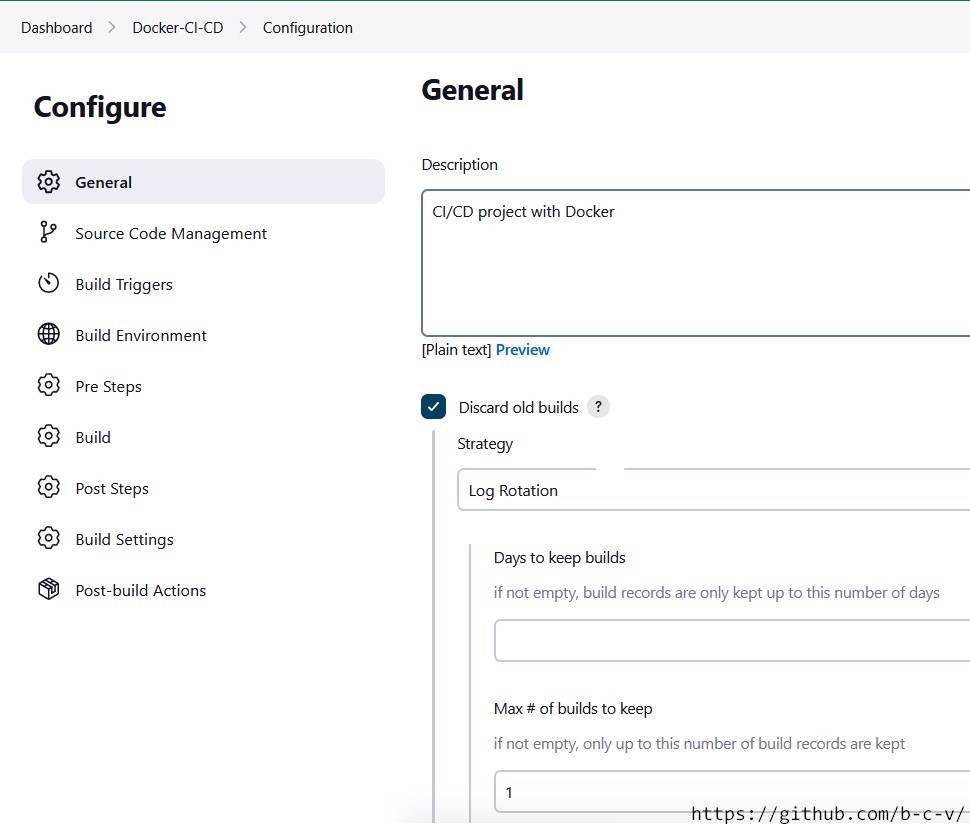 Dashboard > Docker-CI-CD > Configuration
Configure
General
Source Code Management
Build Triggers
Build Environment
Pre Steps
Build
Post Steps
Build Settings
Post-build Actions
General
Description
CI/CD project with Docker
[Plain text] Preview
Discard old builds ?
Strategy
Log Rotation
Days to keep builds
if not empty, build records are only kept up to this number of days
Max # of builds to keep
if not empty, only up to this number of build records are kept
1
https://github.com/b-c-v/